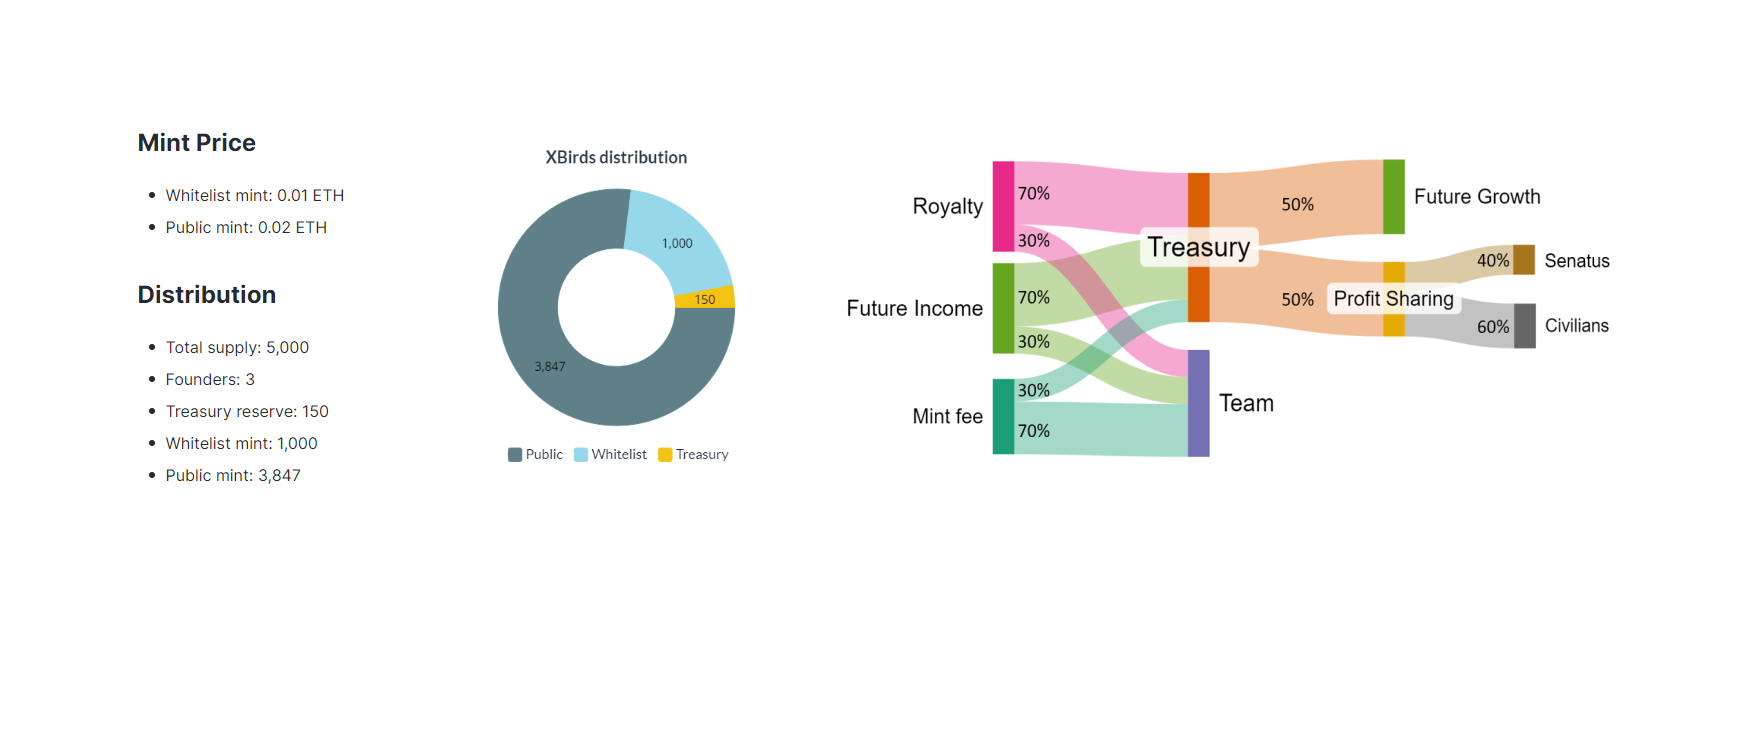 Mint Price
Whitelist mint: 0.01 ETH
Public mint: 0.02 ETH
Distribution
Total supply: 5,000
Founders: 3
Treasury reserve: 150
Whitelist mint: 1,000
Public mint: 3,847
XBirds distribution
1,000
150
3,847
Public
Whitelist
Treasury
Royalty
70%
30%
Future Income
70%
30%
Mint fee
30%
70%
Treasury
Team
50%
50%
Future Growth
Profit Sharing
40%
Senatus
60%
Civilians